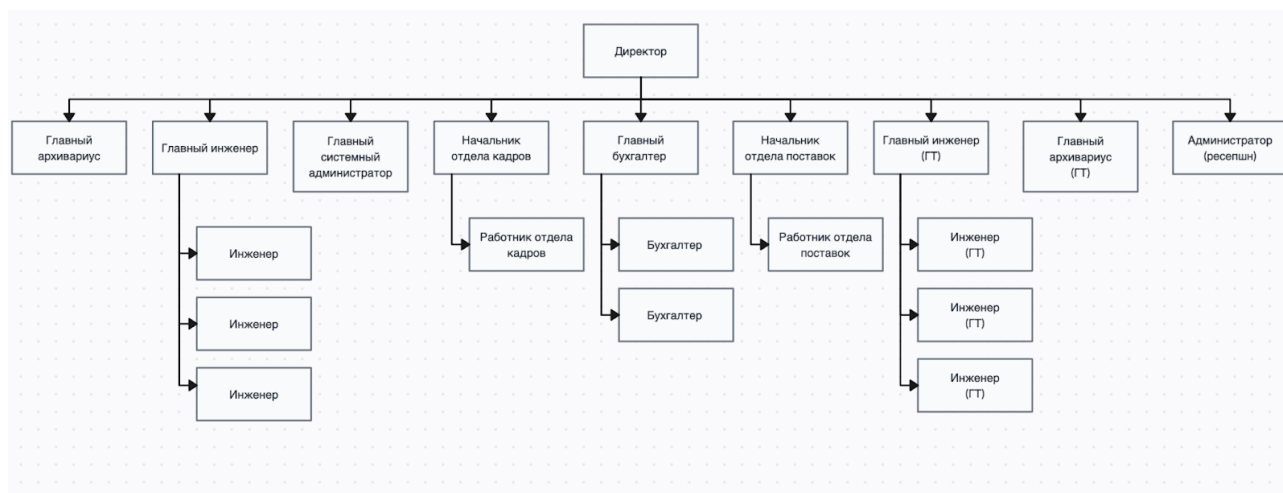 Директор
Главный
архивариус
Главный инженер
Главный
системный
администратор
Начальник
отдела кадров
Главный
бухгалтер
Начальник
отдела поставок
Главный инженер
(ГТ)
Главный
архивариус
(ГТ)
Администратор
(ресепшн)
Инженер
Работник отдела
кадров
Бухгалтер
Работник отдела
поставок
Инженер
(ГТ)
Инженер
Бухгалтер
Инженер
(ГТ)
Инженер
Инженер
(ГТ)